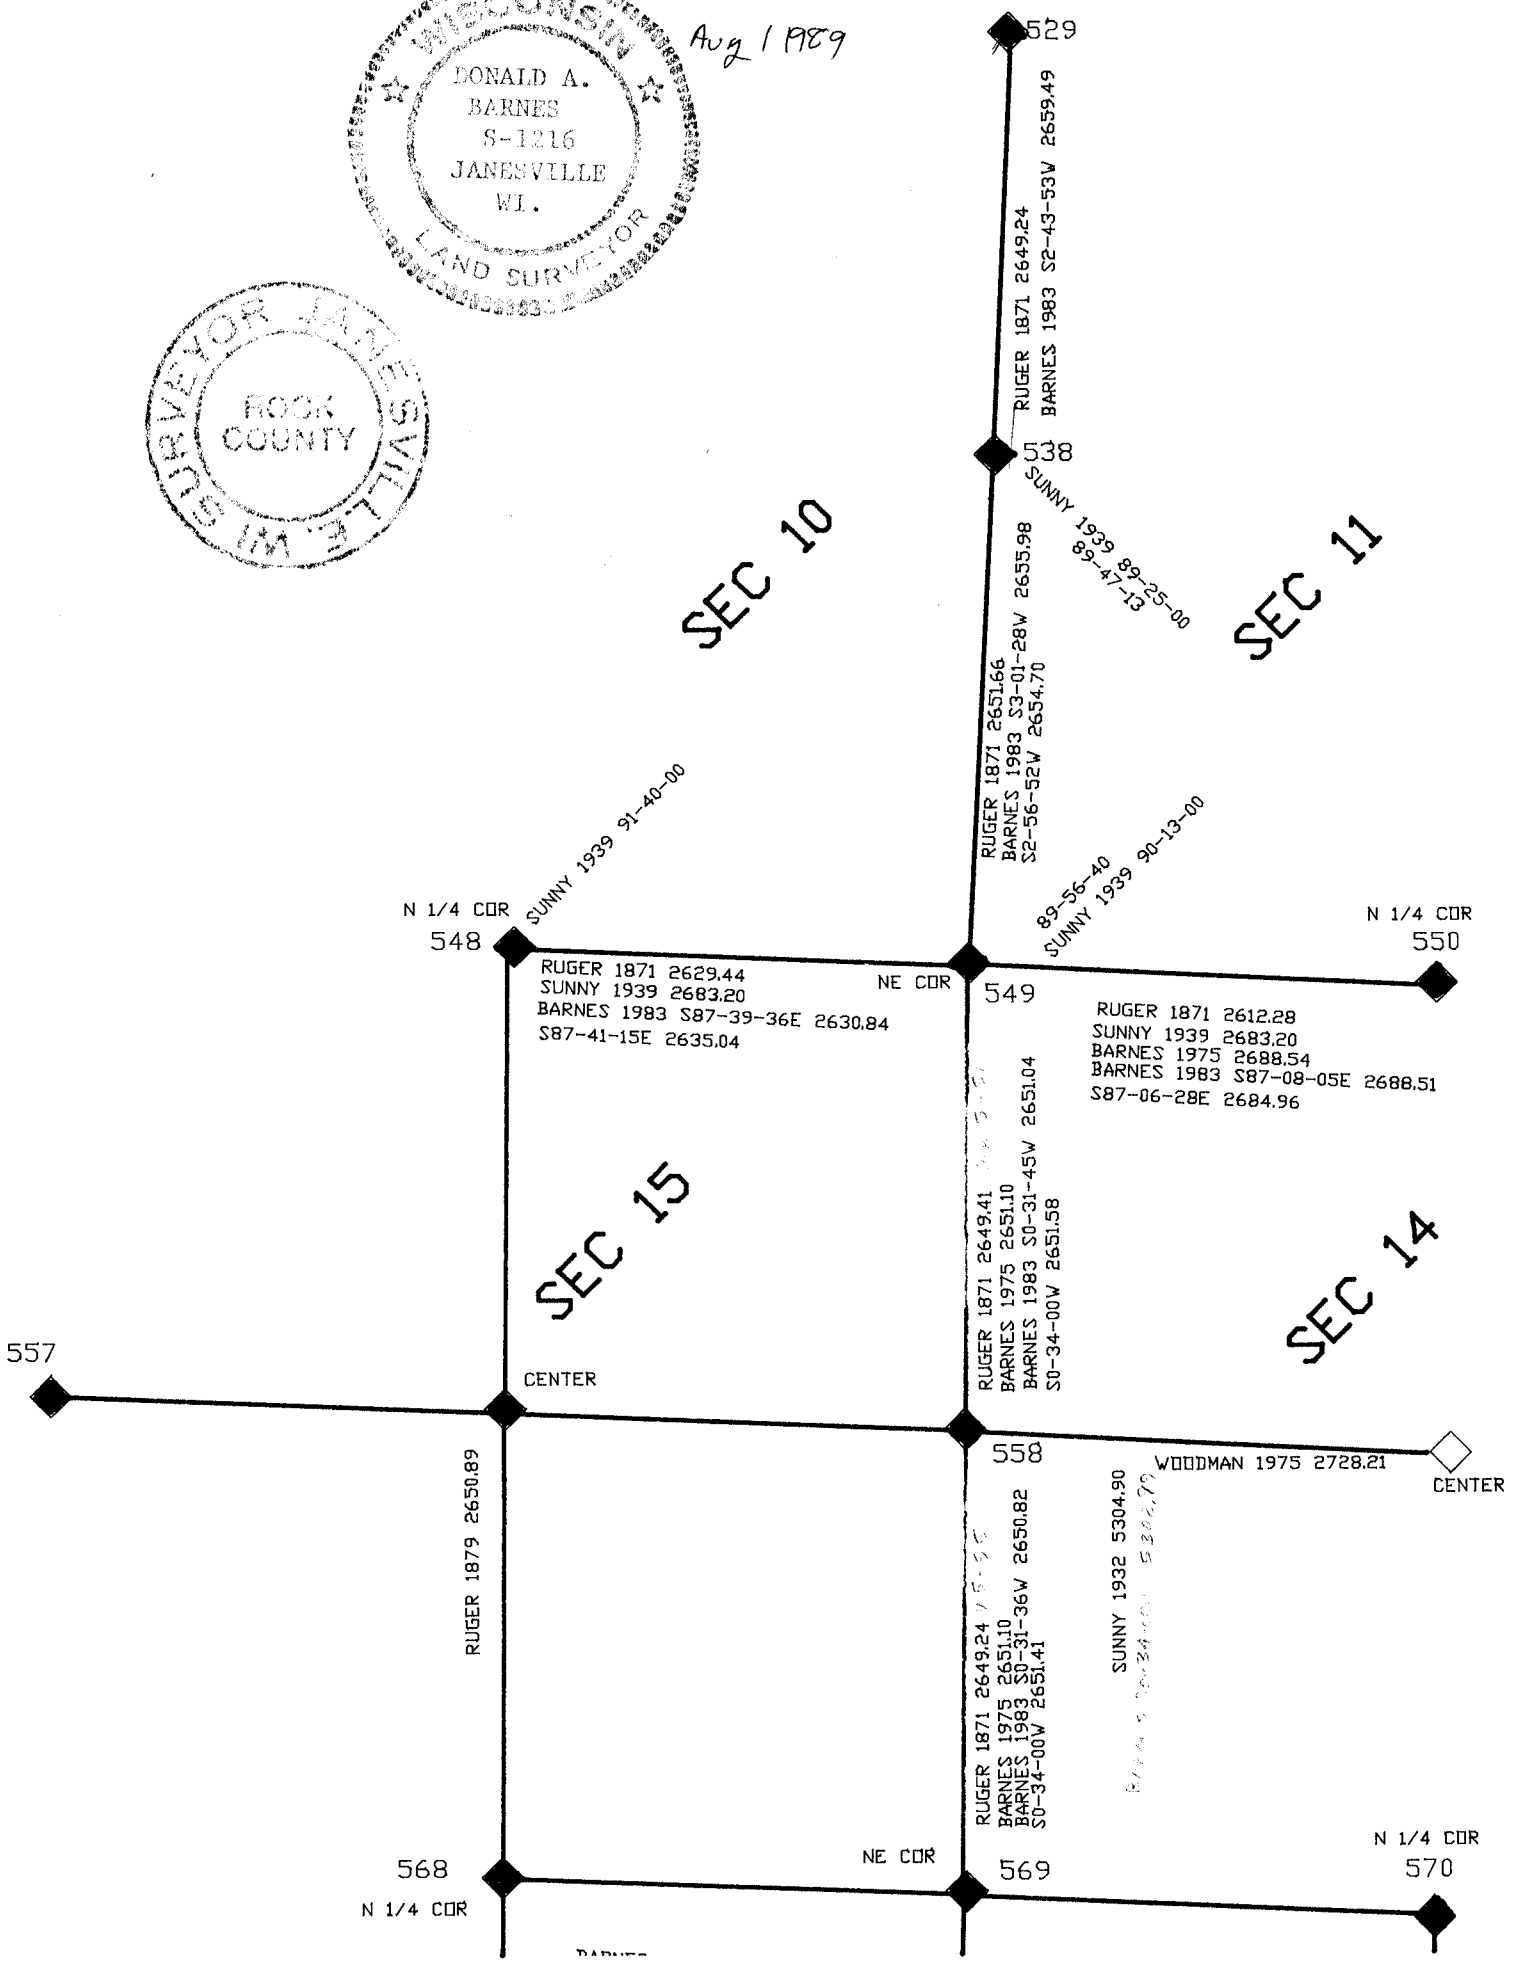 WISCONSIN
DONALD A.
BARNES
S-1216
JANESVILLE
WI.
LAND SURVEYOR
Aug 1 1989
529
SURVEYOR JANESVILLE, WI
ROCK
COUNTY
RUGER 1871 2649.24
BARNES 1983 S2-43-53W 2659.49
538
SUNNY 1939 89-25-00
89-47-13
SEC 10
SEC 11
RUGER 1871 2651.66
BARNES 1983 S3-01-28W 2655.98
S2-56-52W 2654.70
SUNNY 1939 91-40-00
89-56-40
SUNNY 1939 90-13-00
N 1/4 COR
548
N 1/4 COR
550
RUGER 1871 2629.44
SUNNY 1939 2683.20
BARNES 1983 S87-39-36E 2630.84
S87-41-15E 2635.04
NE COR
549
RUGER 1871 2612.28
SUNNY 1939 2683.20
BARNES 1975 2688.54
BARNES 1983 S87-08-05E 2688.51
S87-06-28E 2684.96
RUGER 1871 2649.41
BARNES 1975 2651.10
BARNES 1983 S0-31-45W 2651.04
S0-34-00W 2651.58
SEC 15
SEC 14
557
CENTER
558
WOODMAN 1975 2728.21
CENTER
RUGER 1879 2650.89
RUGER 1871 2649.24
BARNES 1975 2651.10
BARNES 1983 S0-31-36W 2650.82
S0-34-00W 2651.41
SUNNY 1932 5304.90
568
N 1/4 COR
NE COR
569
N 1/4 COR
570